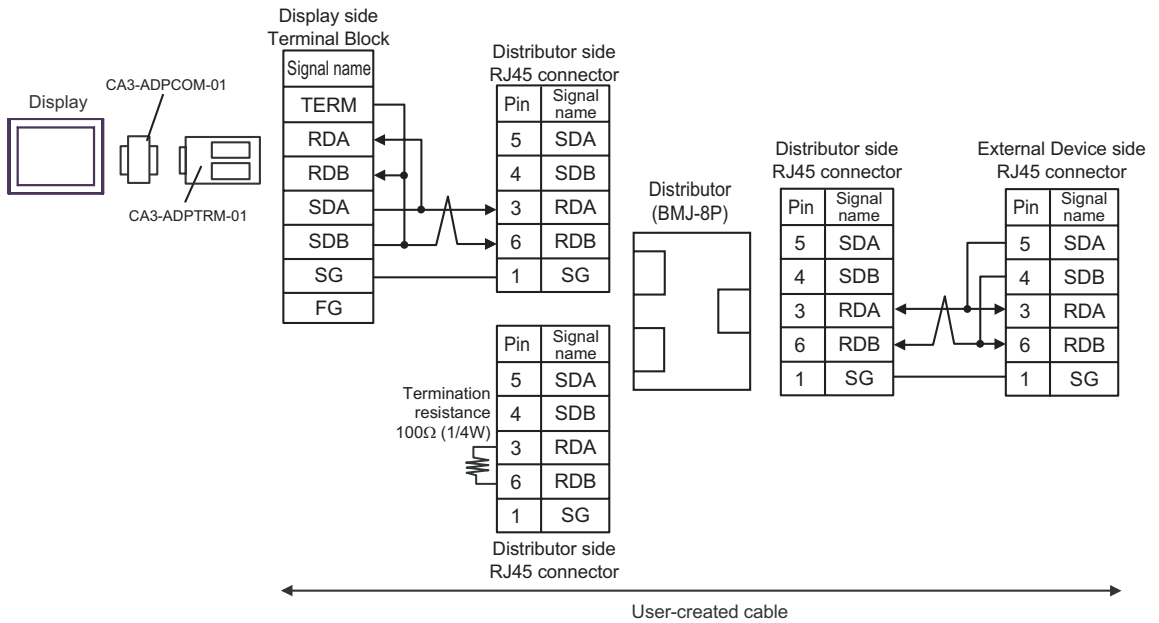 Display
CA3-ADPCOM-01
CA3-ADPTRM-01
Display side
Terminal Block
Signal name
TERM
RDA
RDB
SDA
SDB
SG
FG
Distributor side
RJ45 connector
Pin Signal name
5 SDA
4 SDB
3 RDA
6 RDB
1 SG
Termination
resistance
100Ω (1/4W)
Pin Signal name
5 SDA
4 SDB
3 RDA
6 RDB
1 SG
Distributor side
RJ45 connector
Distributor
(BMJ-8P)
Distributor side
RJ45 connector
Pin Signal name
5 SDA
4 SDB
3 RDA
6 RDB
1 SG
External Device side
RJ45 connector
Pin Signal name
5 SDA
4 SDB
3 RDA
6 RDB
1 SG
User-created cable